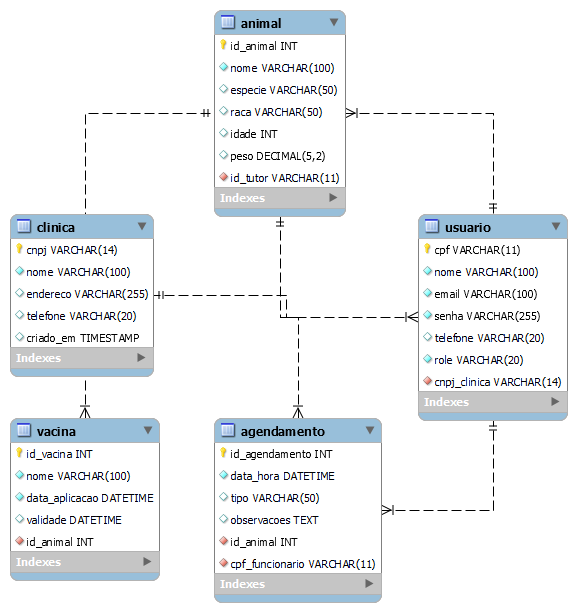 animal
id_animal INT
nome VARCHAR(100)
especie VARCHAR(50)
raca VARCHAR(50)
idade INT
peso DECIMAL(5,2)
id_tutor VARCHAR(11)
Indexes
clinica
cnpj VARCHAR(14)
nome VARCHAR(100)
endereco VARCHAR(255)
telefone VARCHAR(20)
criado_em TIMESTAMP
Indexes
usuario
cpf VARCHAR(11)
nome VARCHAR(100)
email VARCHAR(100)
senha VARCHAR(255)
telefone VARCHAR(20)
role VARCHAR(20)
cnpj_clinica VARCHAR(14)
Indexes
vacina
id_vacina INT
nome VARCHAR(100)
data_aplicacao DATETIME
validade DATETIME
id_animal INT
Indexes
agendamento
id_agendamento INT
data_hora DATETIME
tipo VARCHAR(50)
observacoes TEXT
id_animal INT
cpf_funcionario VARCHAR(11)
Indexes